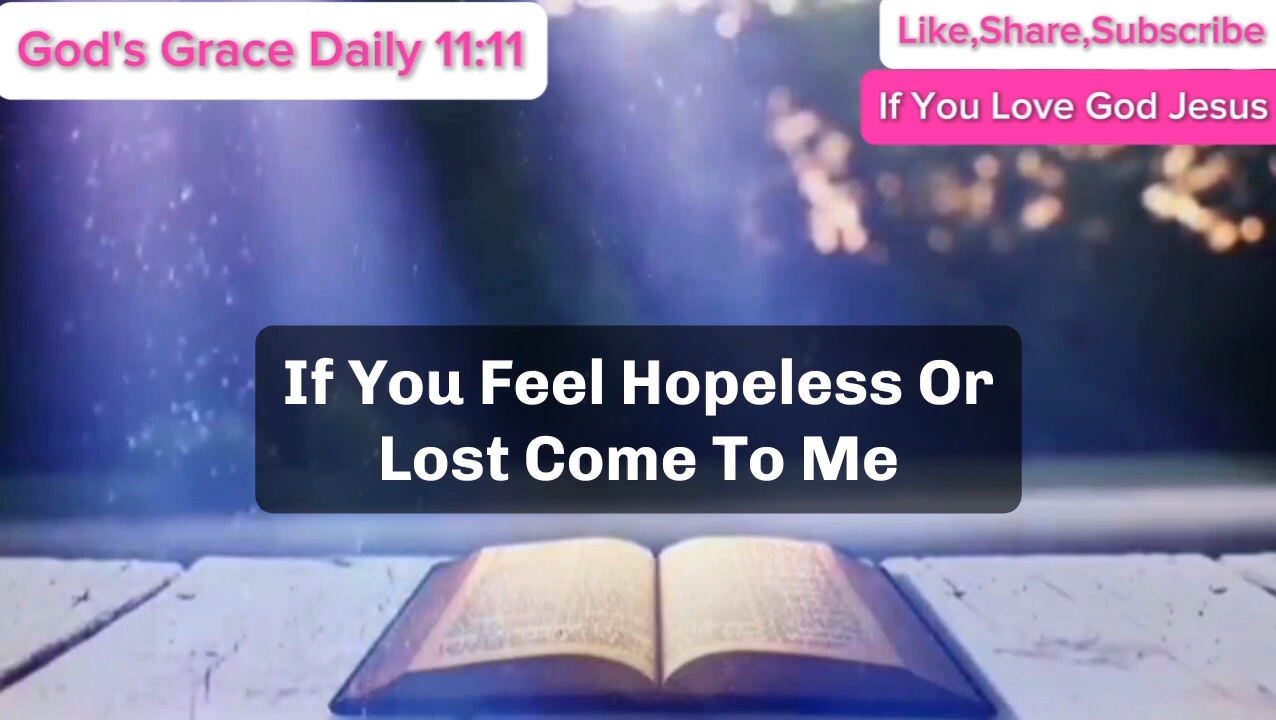 God's Grace Daily 11:11
Like,Share,Subscribe
If You Love God Jesus
If You Feel Hopeless Or
Lost Come To Me